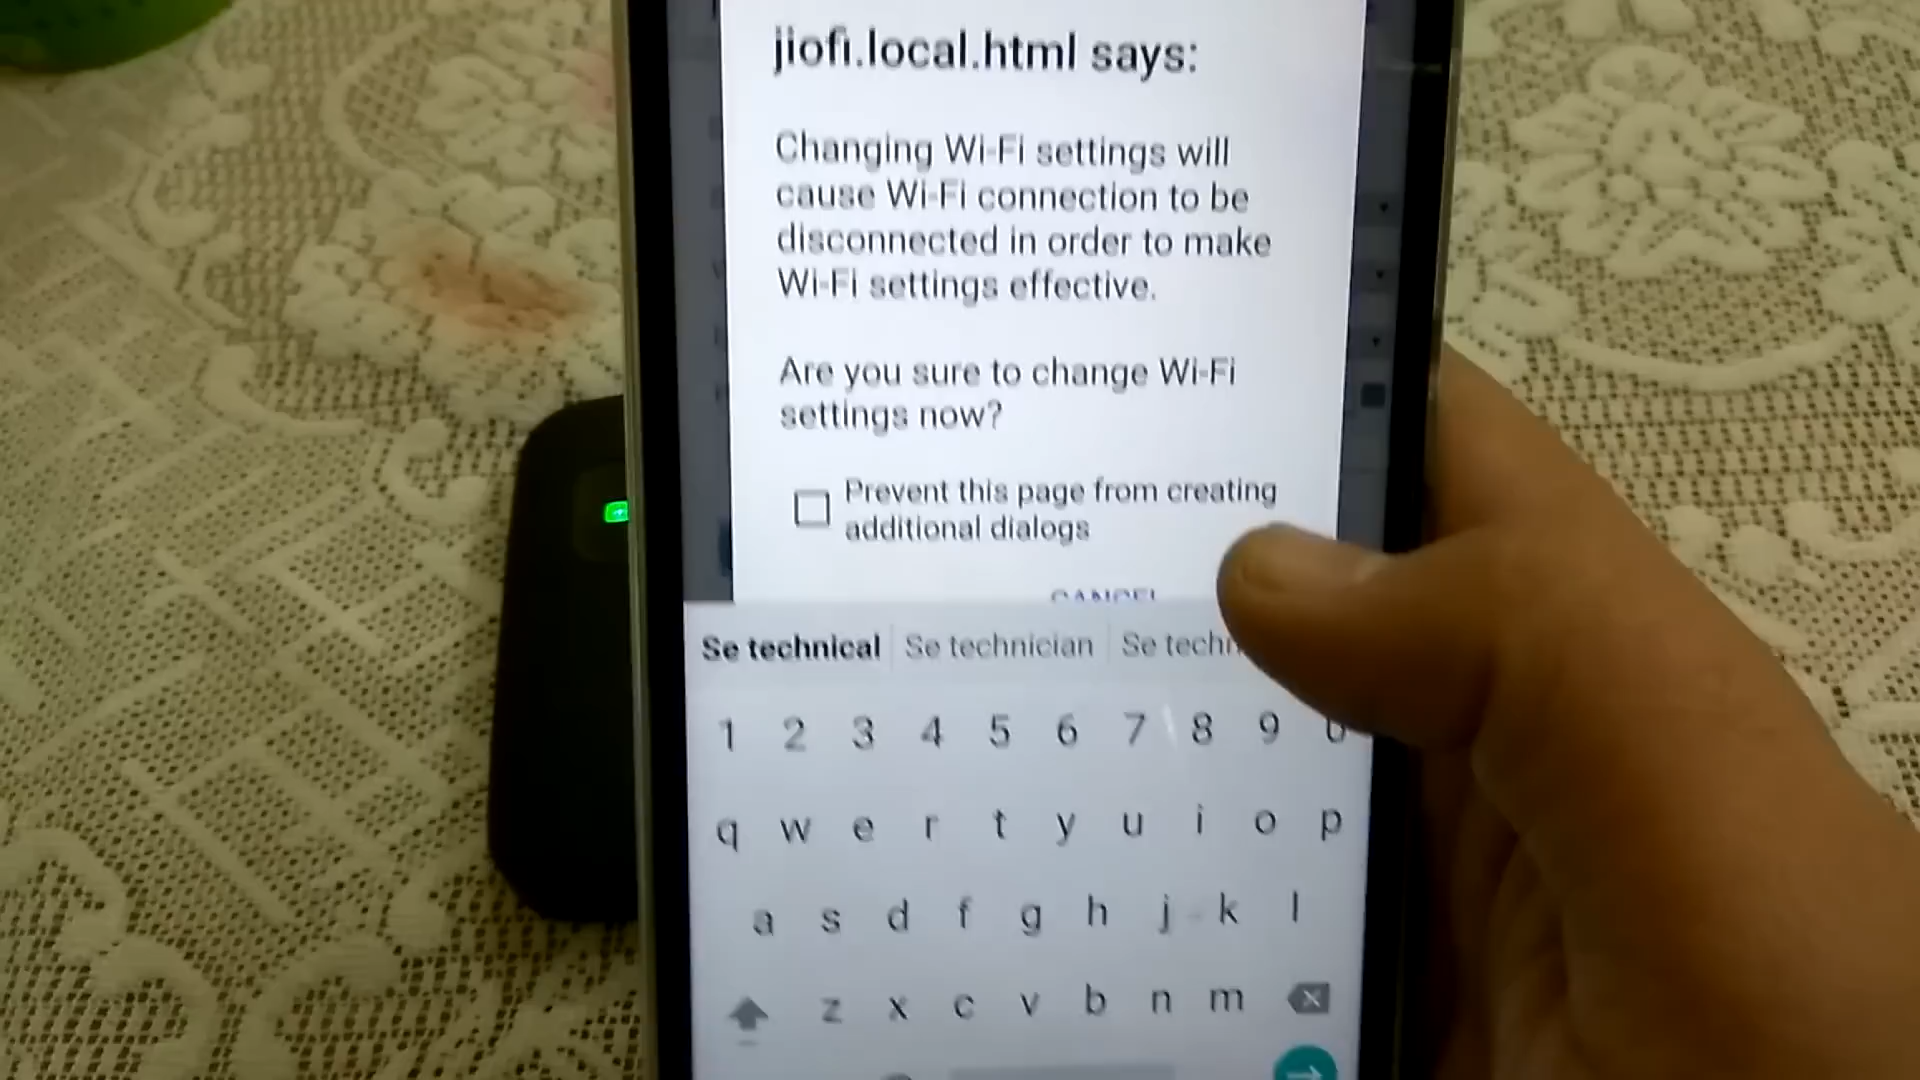 jiofi.local.html says:
Changing Wi-Fi settings will
cause Wi-Fi connection to be
disconnected in order to make
Wi-Fi settings effective.
Are you sure to change Wi-Fi
settings now?
Prevent this page from creating
additional dialogs
CANCEL
Se technical Se technician Se techn
1 2 3 4 5 6 7 8 9 0
q w e r t y u i o p
a s d f g h j k l
z x c v b n m